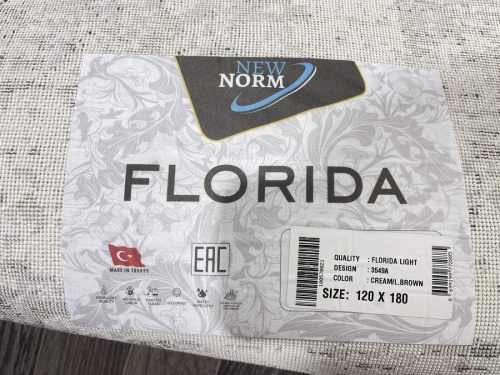 NEW
NORM
FLORIDA
MADE IN TURKEY
EAC
QUALITY : FLORIDA LIGHT
DESIGN : 3549A
COLOR : CREAM/L.BROWN
SIZE: 120 X 180